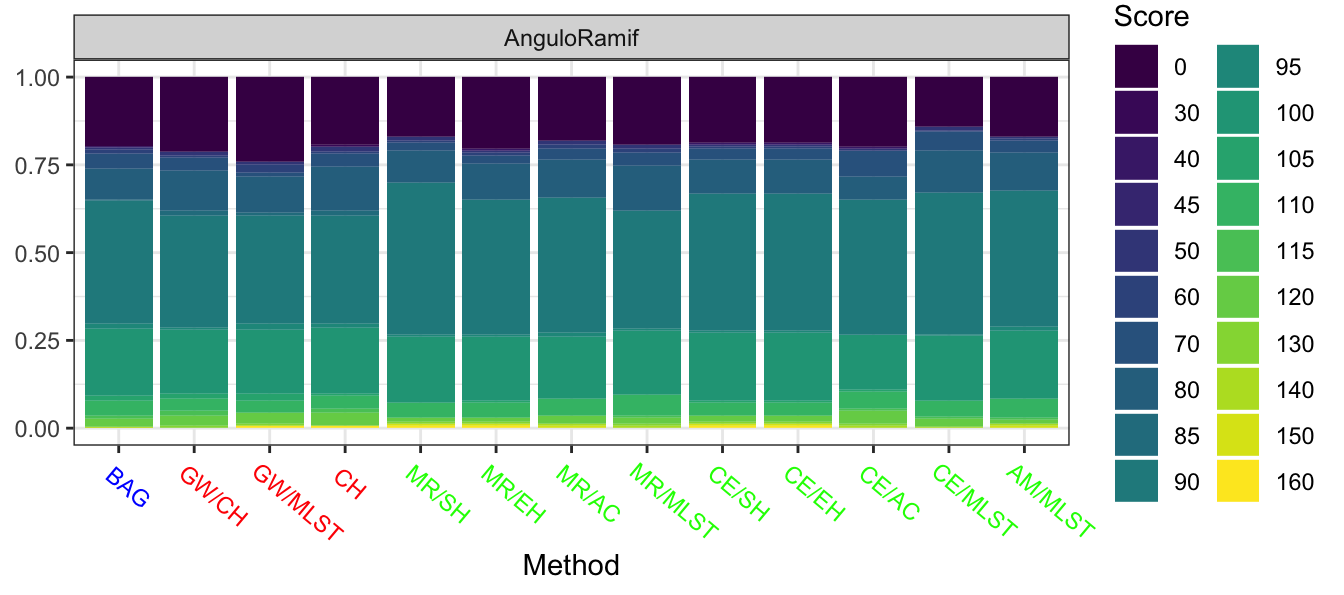 AnguloRamif
1.00
0.75
0.50
0.25
0.00
BAG
GW/CH
GW/MLST
CH
MR/SH
MR/EH
MR/AC
MR/MLST
CE/SH
CE/EH
CE/AC
CE/MLST
AM/MLST
Method
Score
0
30
40
45
50
60
70
80
85
90
95
100
105
110
115
120
130
140
150
160